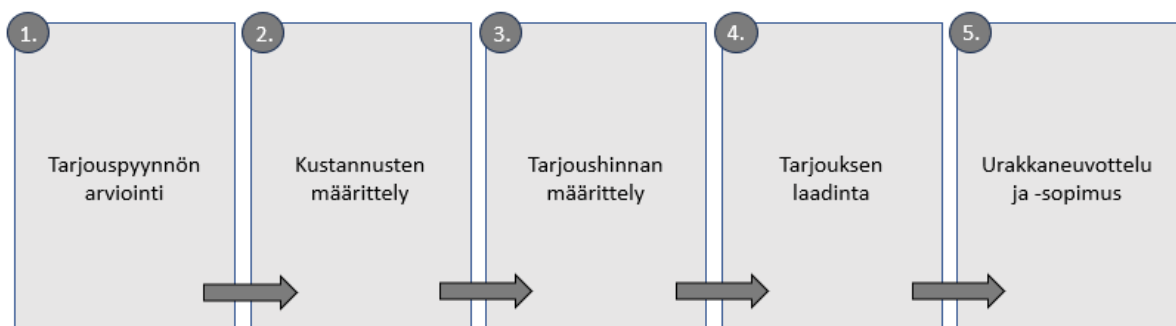 1.
Tarjouspyynnön
arviointi
2.
Kustannusten
määrittely
3.
Tarjoushinnan
määrittely
4.
Tarjouksen
laadinta
5.
Urakkaneuvottelu
ja -sopimus